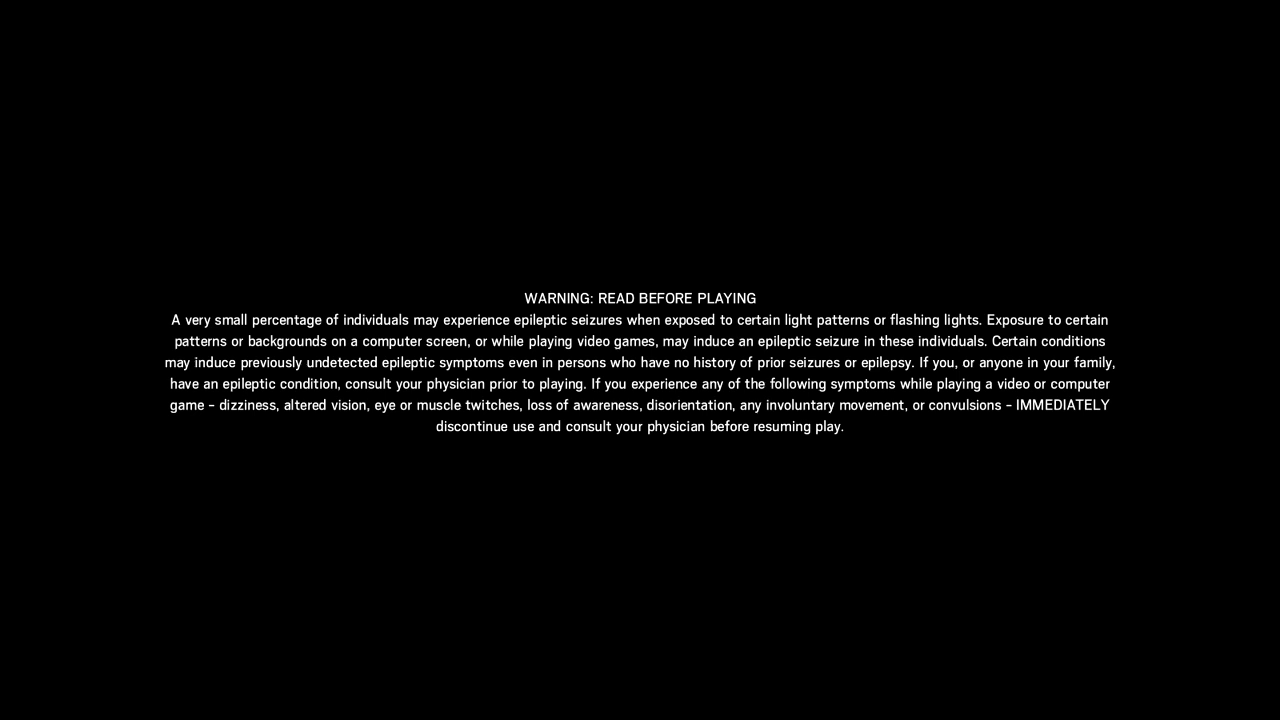 WARNING: READ BEFORE PLAYING
A very small percentage of individuals may experience epileptic seizures when exposed to certain light patterns or flashing lights. Exposure to certain
patterns or backgrounds on a computer screen, or while playing video games, may induce an epileptic seizure in these individuals. Certain conditions
may induce previously undetected epileptic symptoms even in persons who have no history of prior seizures or epilepsy. If you, or anyone in your family,
have an epileptic condition, consult your physician prior to playing. If you experience any of the following symptoms while playing a video or computer
game – dizziness, altered vision, eye or muscle twitches, loss of awareness, disorientation, any involuntary movement, or convulsions – IMMEDIATELY
discontinue use and consult your physician before resuming play.